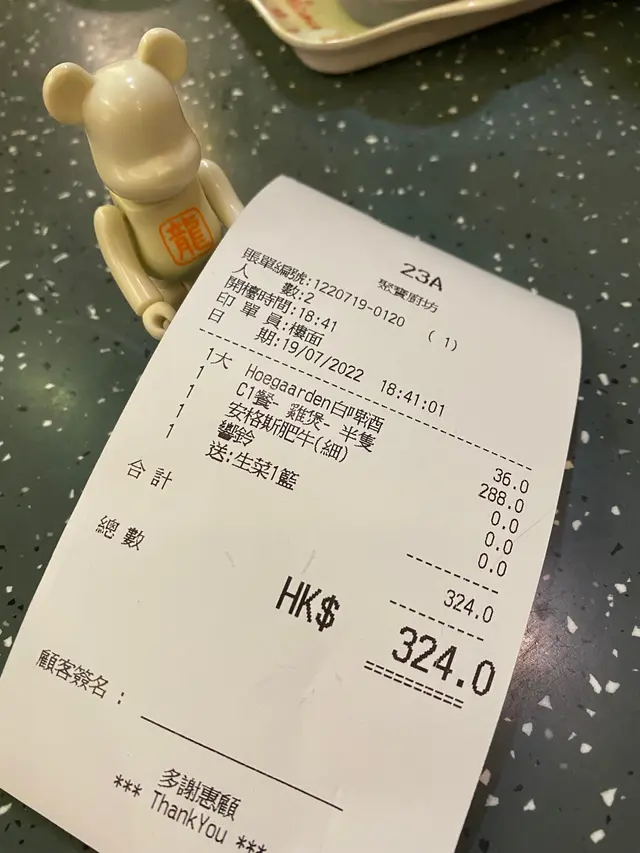 龍
23A
聚寶廚坊
賬單編號:1220719-0120 (1)
人數:2
開檯時間:18:41
印單員:樓面
日期:19/07/2022 18:41:01
1大 Hoegaarden白啤酒 36.0
1 C1餐- 雞煲- 半隻 288.0
1 安格斯肥牛(細) 0.0
1 響鈴 0.0
1 送:生菜1籃 0.0
合計 324.0
總數 HK$ 324.0
顧客簽名:
多謝惠顧
*** ThankYou ***